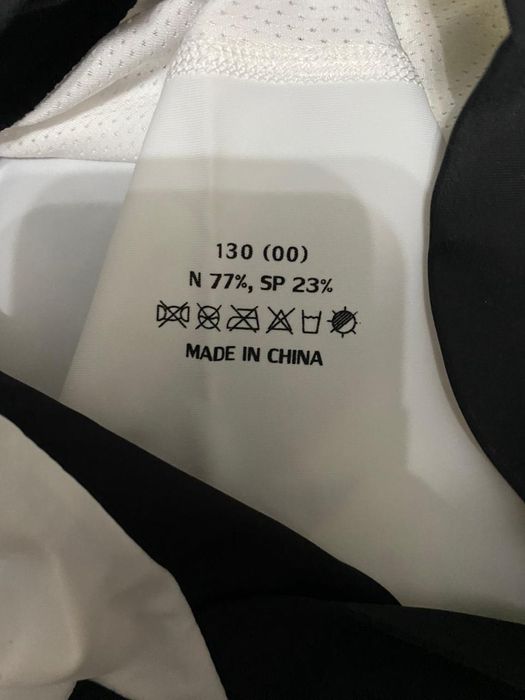 130 (00)
N 77%, SP 23%
MADE IN CHINA